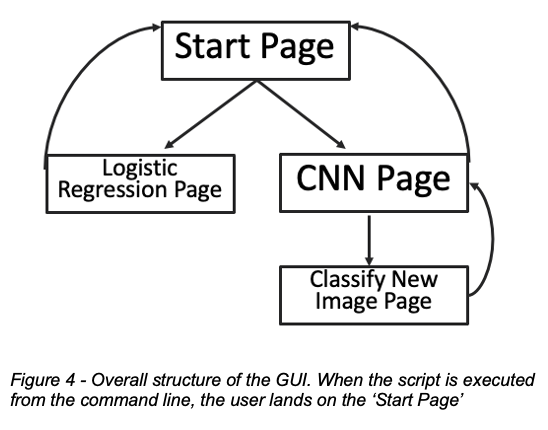 Start Page
Logistic
Regression Page
CNN Page
Classify New
Image Page
Figure 4 - Overall structure of the GUI. When the script is executed
from the command line, the user lands on the ‘Start Page’